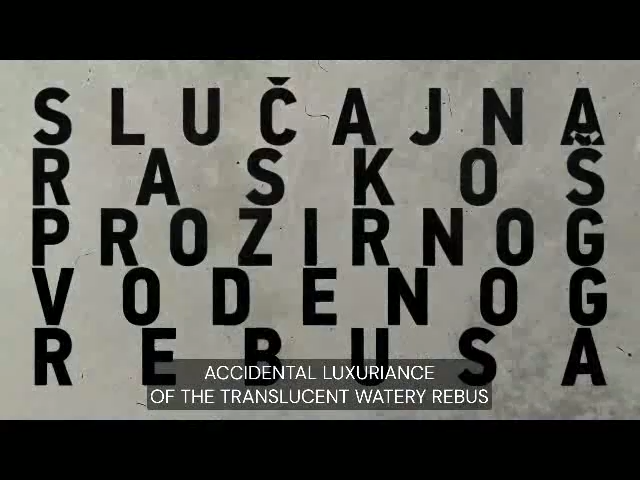 SLUČAJNA
RASKOŠ
PROZIRNOG
VODENOG
REBUSA
ACCIDENTAL LUXURIANCE
OF THE TRANSLUCENT WATERY REBUS